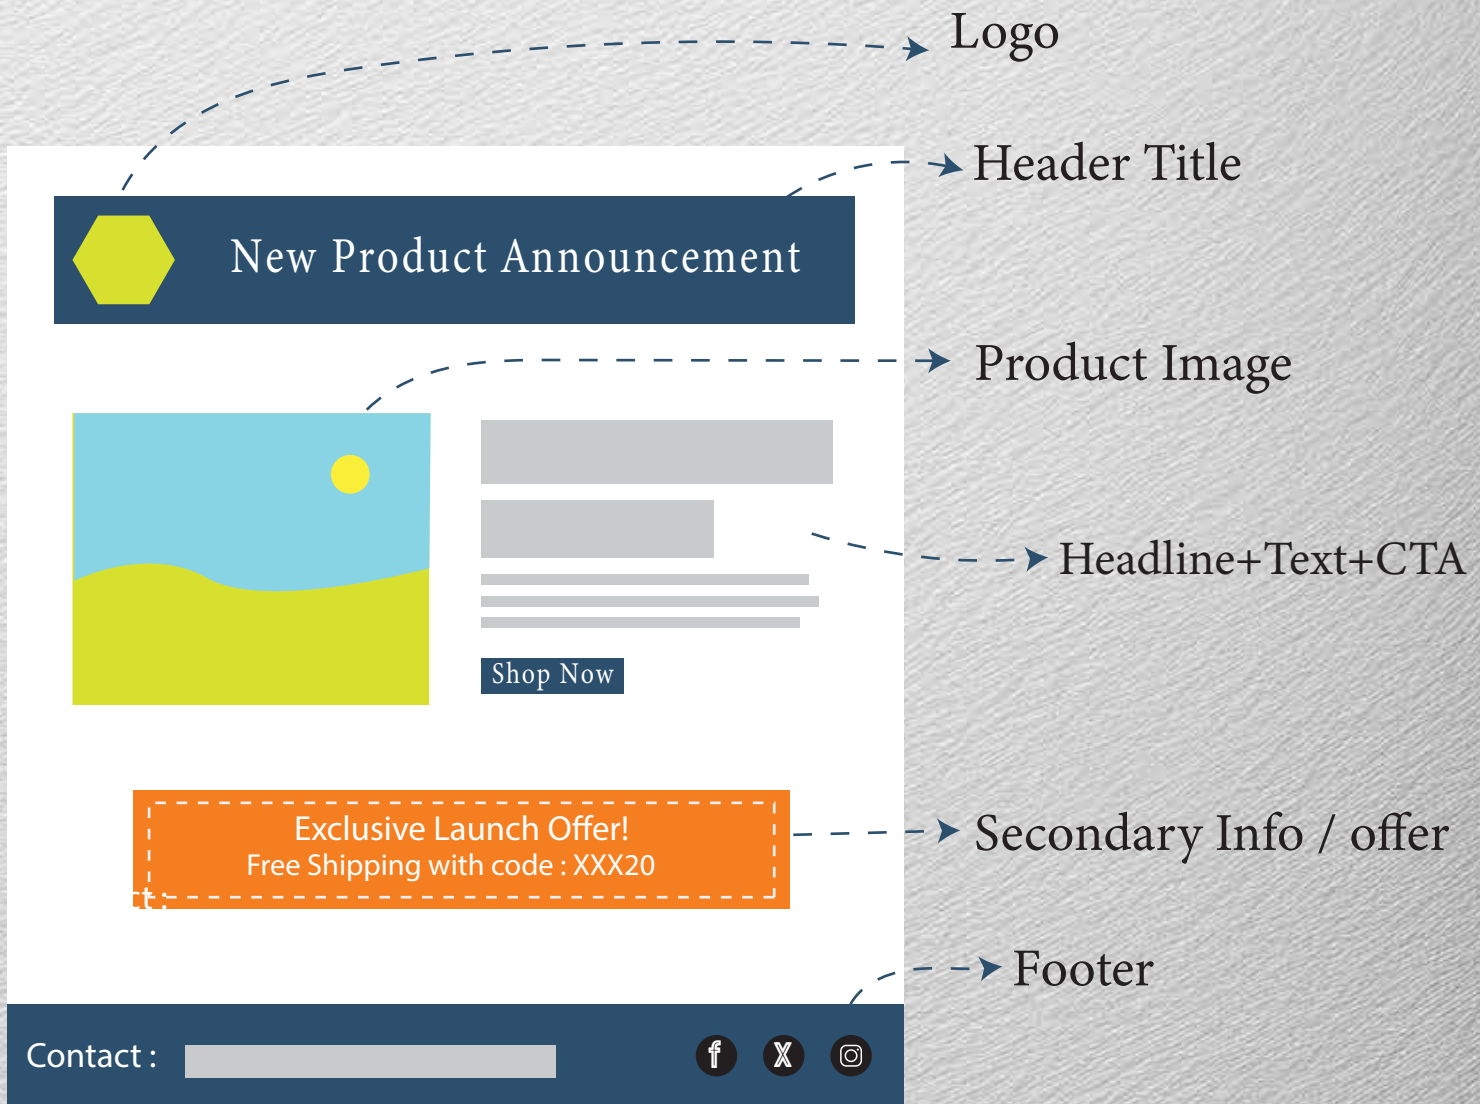 Logo
Header Title
New Product Announcement
Product Image
Headline+Text+CTA
Shop Now
Exclusive Launch Offer!
Free Shipping with code : XXX20
ct :
Secondary Info / offer
Footer
Contact :
f X